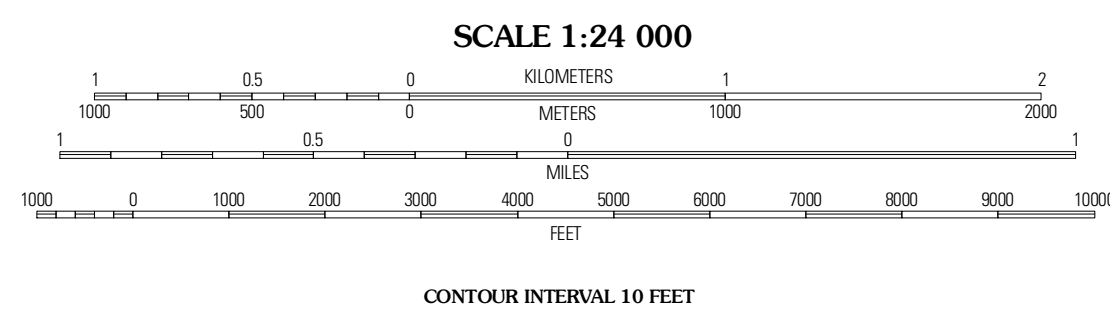 SCALE 1:24 000
1 0.5 0 KILOMETERS 1 2
1000 500 0 METERS 1000 2000
1 0.5 0 1
MILES
1000 0 1000 2000 3000 4000 5000 6000 7000 8000 9000 10000
FEET
CONTOUR INTERVAL 10 FEET